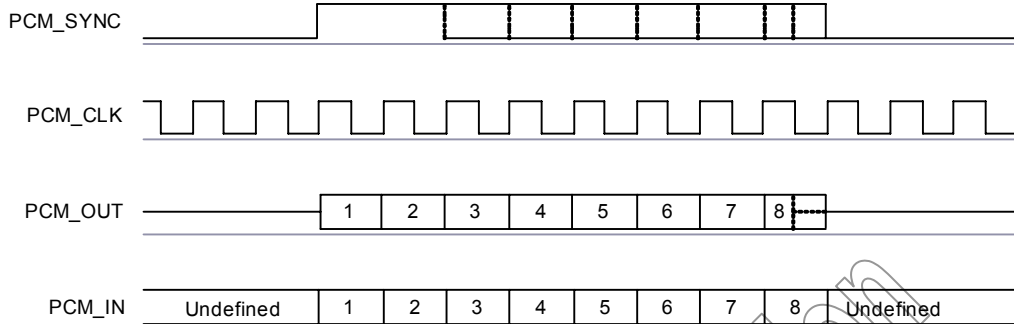 PCM_SYNC
PCM_CLK
PCM_OUT 1 2 3 4 5 6 7 8
PCM_IN Undefined 1 2 3 4 5 6 7 8 Undefined